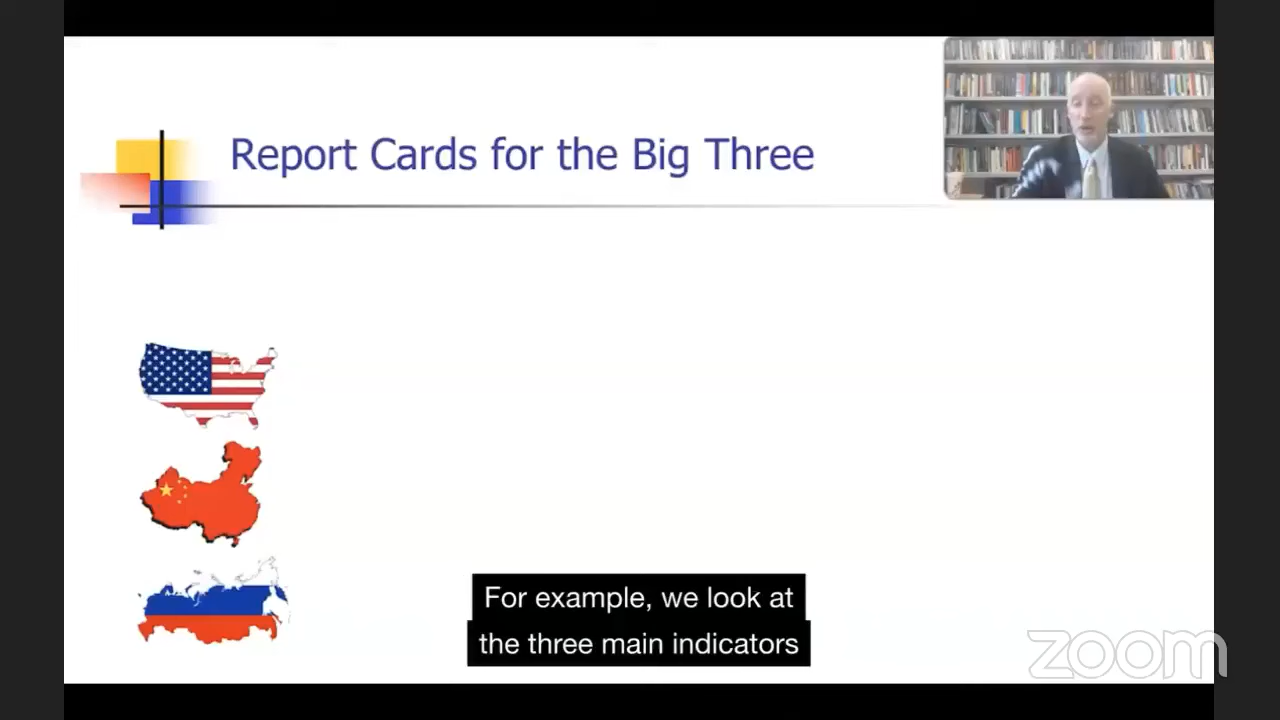 Report Cards for the Big Three
For example, we look at
the three main indicators
zoom